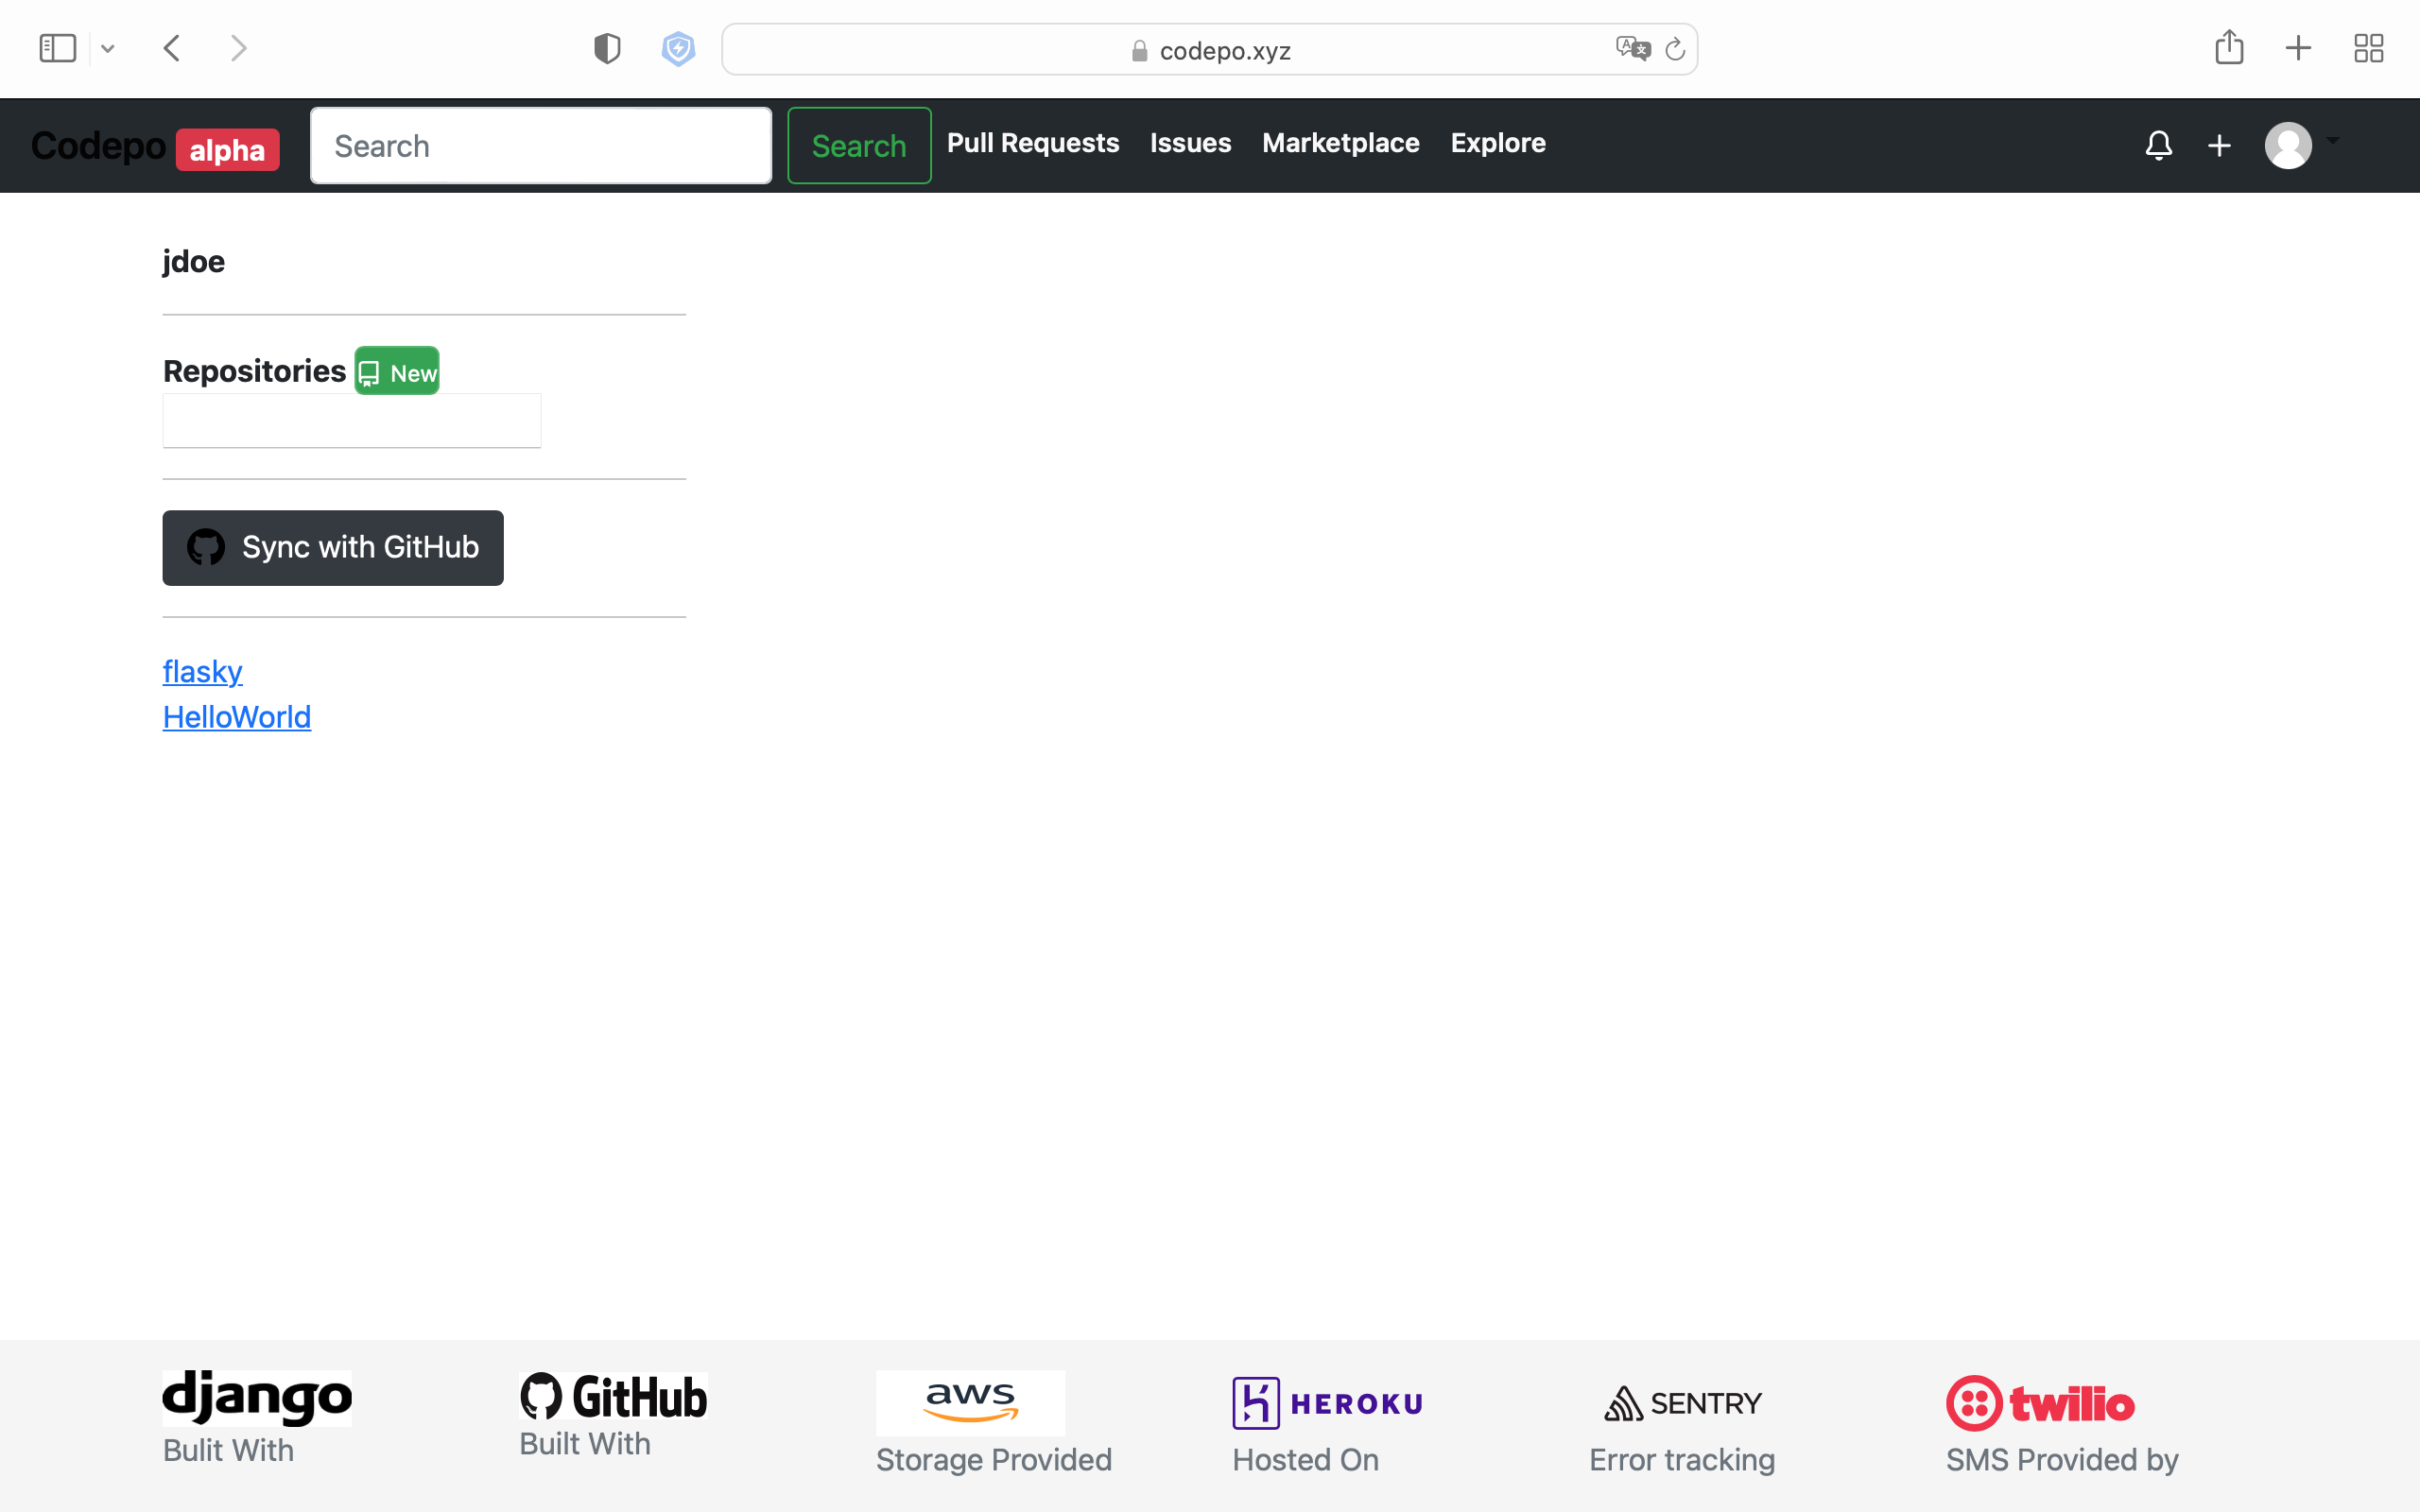 codepo.xyz
Codepo alpha Search Search Pull Requests Issues Marketplace Explore
jdoe
Repositories New
Sync with GitHub
flasky
HelloWorld
django GitHub aws HEROKU SENTRY twilio
Bulit With Built With Storage Provided Hosted On Error tracking SMS Provided by